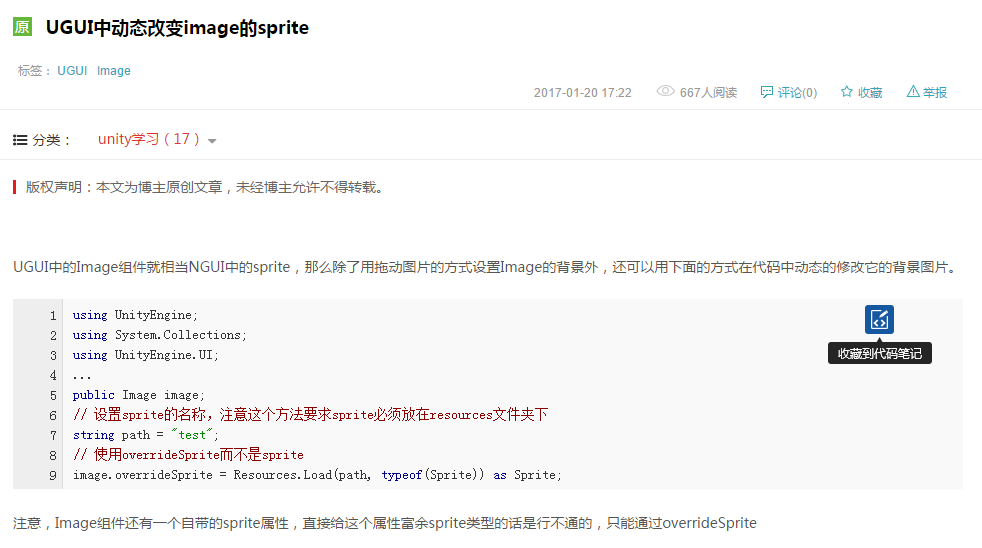 原 UGUI中动态改变image的sprite
标签： UGUI Image
2017-01-20 17:22 667人阅读 评论(0) 收藏 举报
分类： unity学习（17）
版权声明：本文为博主原创文章，未经博主允许不得转载。
UGUI中的Image组件就相当NGUI中的sprite，那么除了用拖动图片的方式设置Image的背景外，还可以用下面的方式在代码中动态的修改它的背景图片。
收藏到代码笔记
1 using UnityEngine;
2 using System.Collections;
3 using UnityEngine.UI;
4 ...
5 public Image image;
6 // 设置sprite的名称，注意这个方法要求sprite必须放在resources文件夹下
7 string path = "test";
8 // 使用overrideSprite而不是sprite
9 image.overrideSprite = Resources.Load(path, typeof(Sprite)) as Sprite;
注意，Image组件还有一个自带的sprite属性，直接给这个属性富余sprite类型的话是行不通的，只能通过overrideSprite